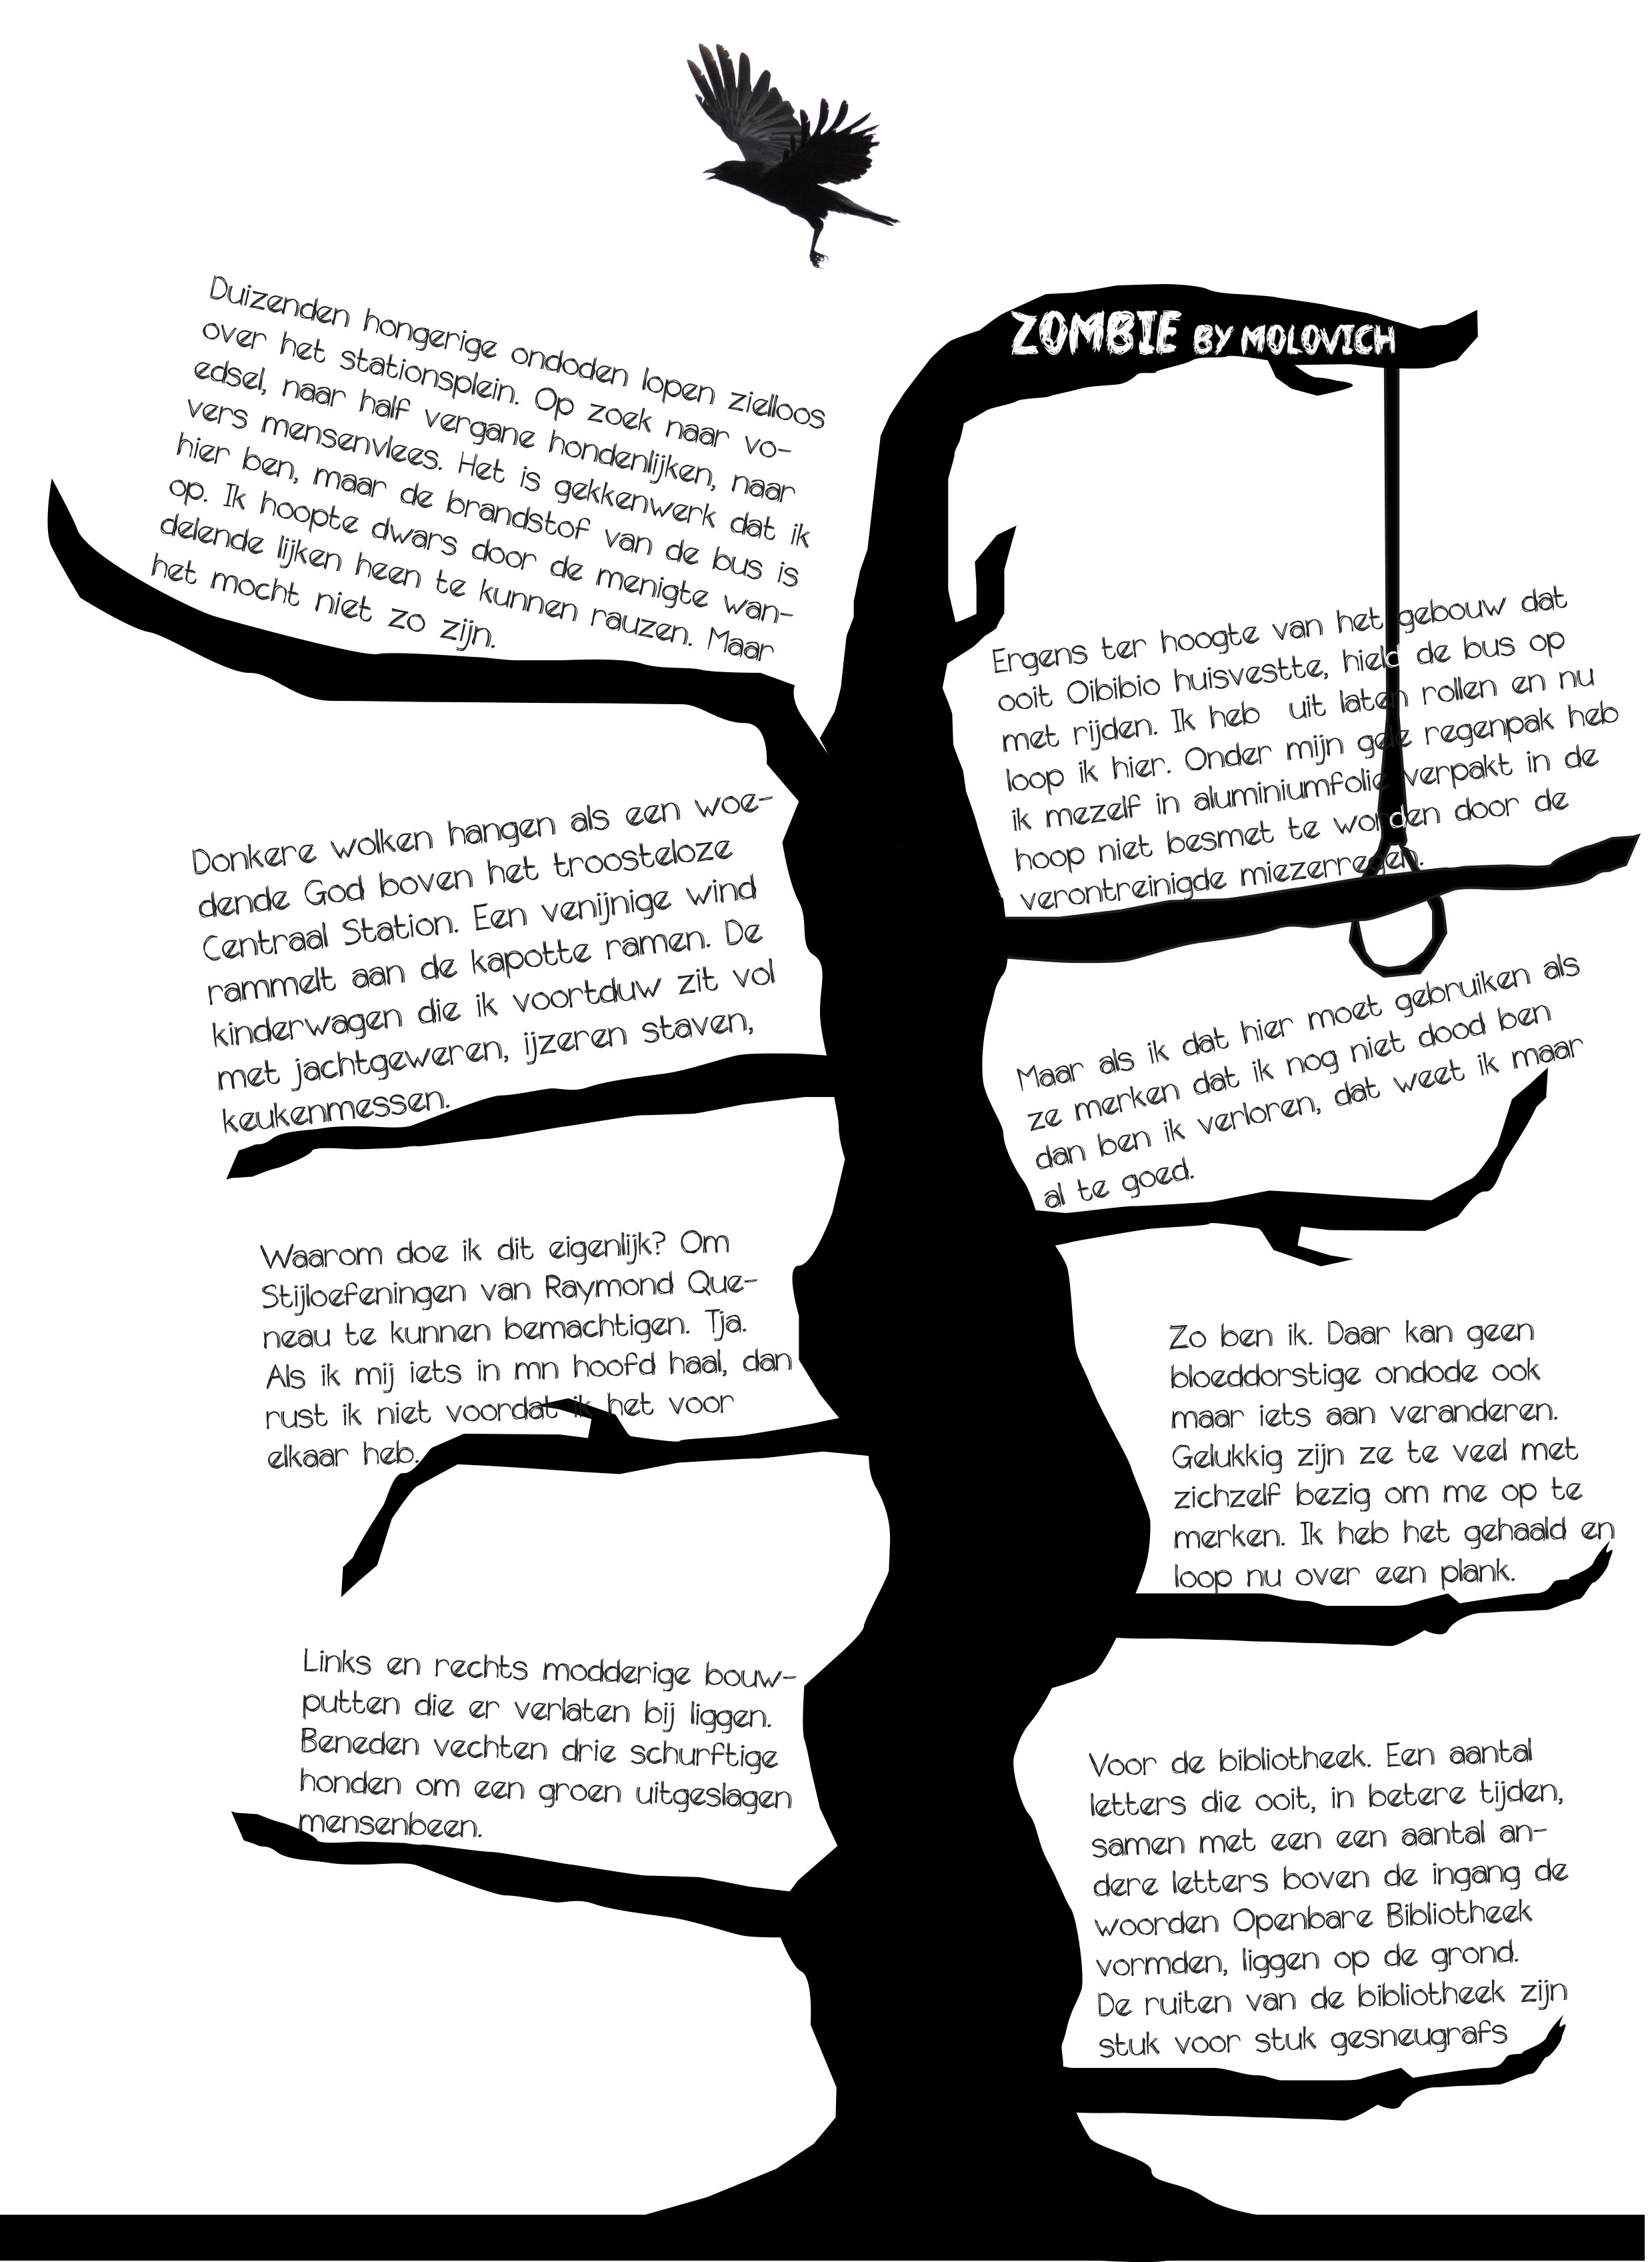 ZOMBIE BY MOLOVICH
Duizenden hongerige ondoden lopen zielloos
over het stationsplein. Op zoek naar vo-
edsel, naar half vergane hondenlijken, naar
vers mensenvlees. Het is gekkenwerk dat ik
hier ben, maar de brandstof van de bus is
op. Ik hoopte dwars door de menigte wan-
delende lijken heen te kunnen rauzen. Maar
het mocht niet zo zijn.
Ergens ter hoogte van het gebouw dat
ooit Oibibio huisvestte, hield de bus op
met rijden. Ik heb uit laten rollen en nu
loop ik hier. Onder mijn gele regenpak heb
ik mezelf in aluminiumfolie verpakt in de
hoop niet besmet te worden door de
verontreinigde miezerregen.
Donkere wolken hangen als een woe-
dende God boven het troosteloze
Centraal Station. Een venijnige wind
rammelt aan de kapotte ramen. De
kinderwagen die ik voortduw zit vol
met jachtgeweren, ijzeren staven,
keukenmessen.
Maar als ik dat hier moet gebruiken als
ze merken dat ik nog niet dood ben
dan ben ik verloren, dat weet ik maar
al te goed.
Waarom doe ik dit eigenlijk? Om
Stijloefeningen van Raymond Que-
neau te kunnen bemachtigen. Tja.
Als ik mij iets in mn hoofd haal, dan
rust ik niet voordat ik het voor
elkaar heb.
Zo ben ik. Daar kan geen
bloeddorstige ondode ook
maar iets aan veranderen.
Gelukkig zijn ze te veel met
zichzelf bezig om me op te
merken. Ik heb het gehaald en
loop nu over een plank.
Links en rechts modderige bouw-
putten die er verlaten bij liggen.
Beneden vechten drie schurftige
honden om een groen uitgeslagen
mensenbeen.
Voor de bibliotheek. Een aantal
letters die ooit, in betere tijden,
samen met een een aantal an-
dere letters boven de ingang de
woorden Openbare Bibliotheek
vormden, liggen op de grond.
De ruiten van de bibliotheek zijn
stuk voor stuk gesneugrafs